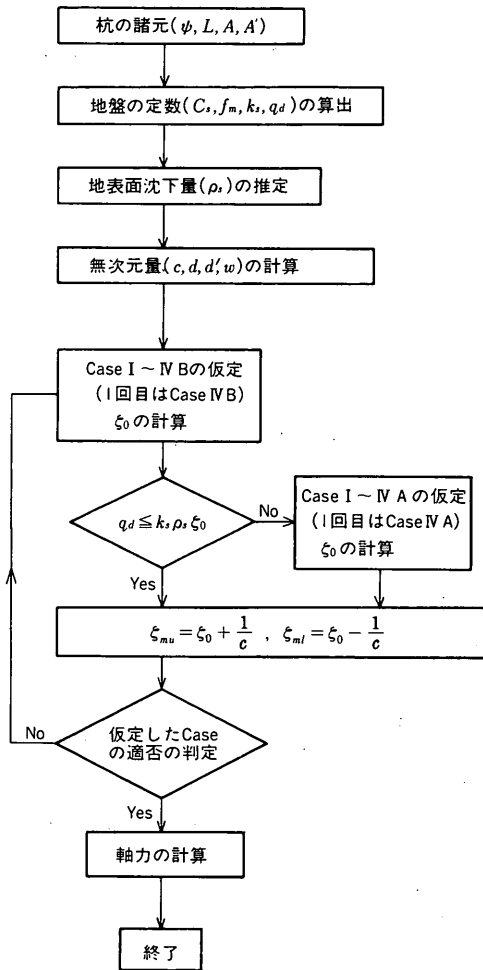 杭の諸元(ψ, L, A, A′)
地盤の定数(Cs, fm, ks, qd)の算出
地表面沈下量(ρs)の推定
無次元量(c, d, d′, w)の計算
Case I ~ IV Bの仮定
(1回目はCase IV B)
ξ0 の計算
qd ≦ ks ρs ξ0
No
Case I ~ IV A の仮定
(1回目はCase IV A)
ξ0 の計算
Yes
ξmu = ξ0 + 1/c , ξml = ξ0 − 1/c
No
仮定したCase
の適否の判定
Yes
軸力の計算
終了